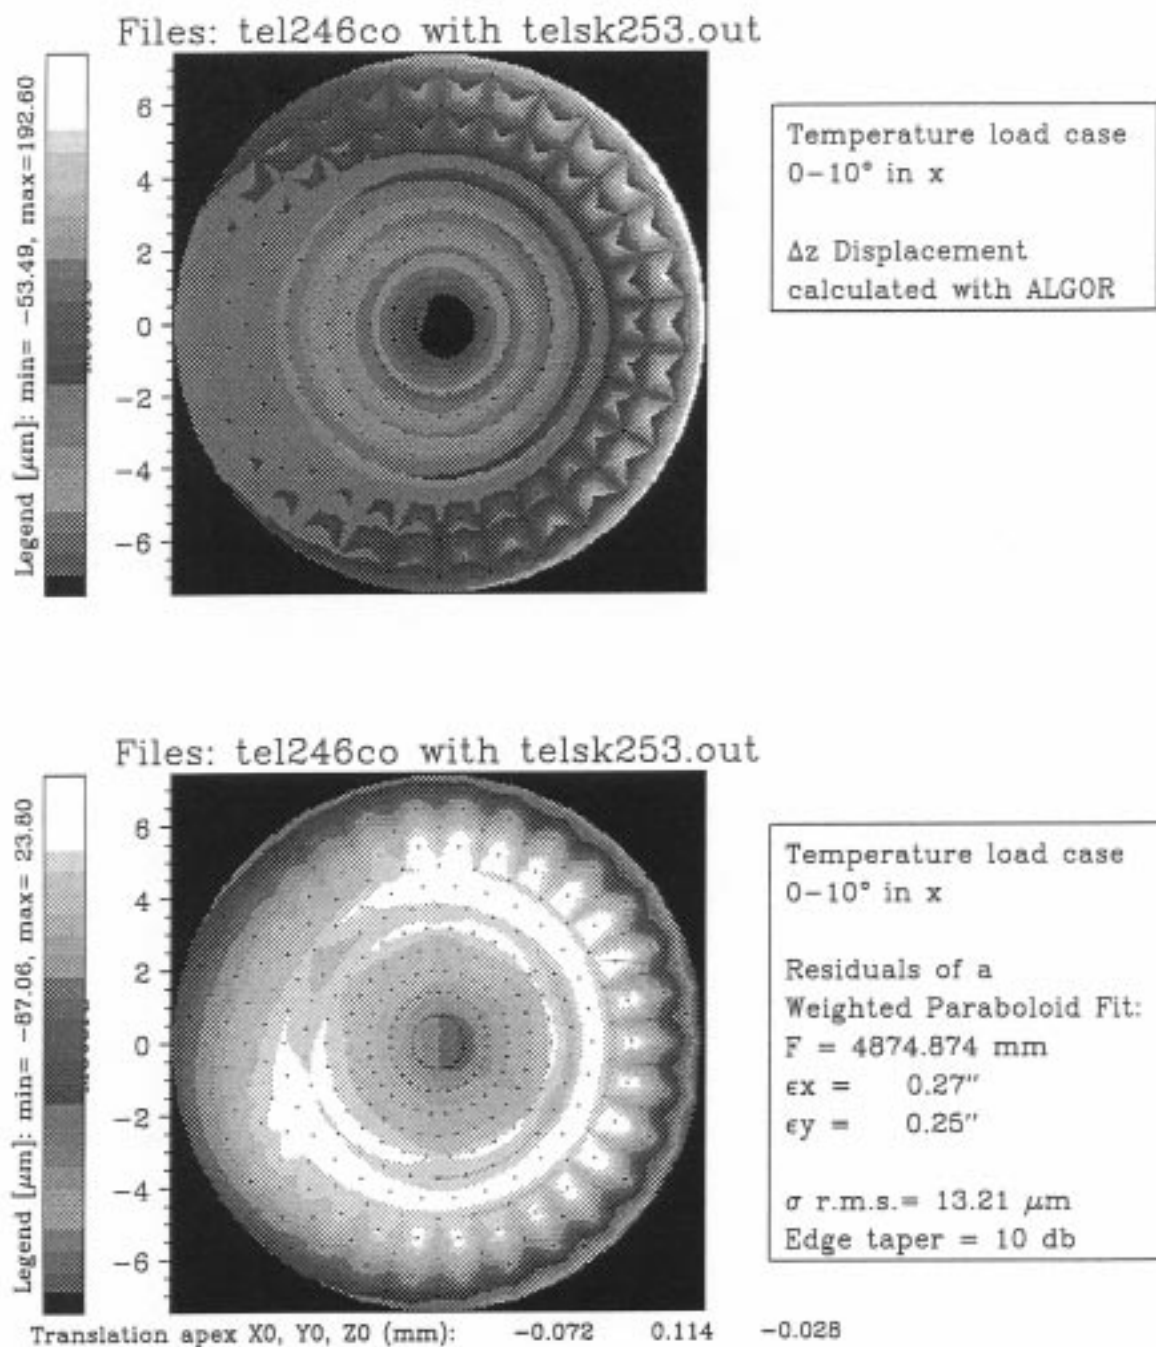 Files: tel246co with telsk253.out
Legend [μm]: min= -53.49, max=192.60
6
4
2
0
-2
-4
-6
Temperature load case
0-10° in x
Δz Displacement
calculated with ALGOR
Files: tel246co with telsk253.out
Legend [μm]: min= -87.06, max= 23.80
6
4
2
0
-2
-4
-6
Temperature load case
0-10° in x
Residuals of a
Weighted Paraboloid Fit:
F = 4874.874 mm
ϵx = 0.27"
ϵy = 0.25"
σ r.m.s.= 13.21 μm
Edge taper = 10 db
Translation apex X0, Y0, Z0 (mm): -0.072 0.114 -0.028